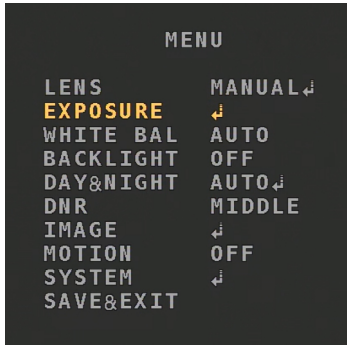 MENU
LENS MANUAL↲
EXPOSURE ↲
WHITE BAL AUTO
BACKLIGHT OFF
DAY&NIGHT AUTO↲
DNR MIDDLE
IMAGE ↲
MOTION OFF
SYSTEM ↲
SAVE&EXIT